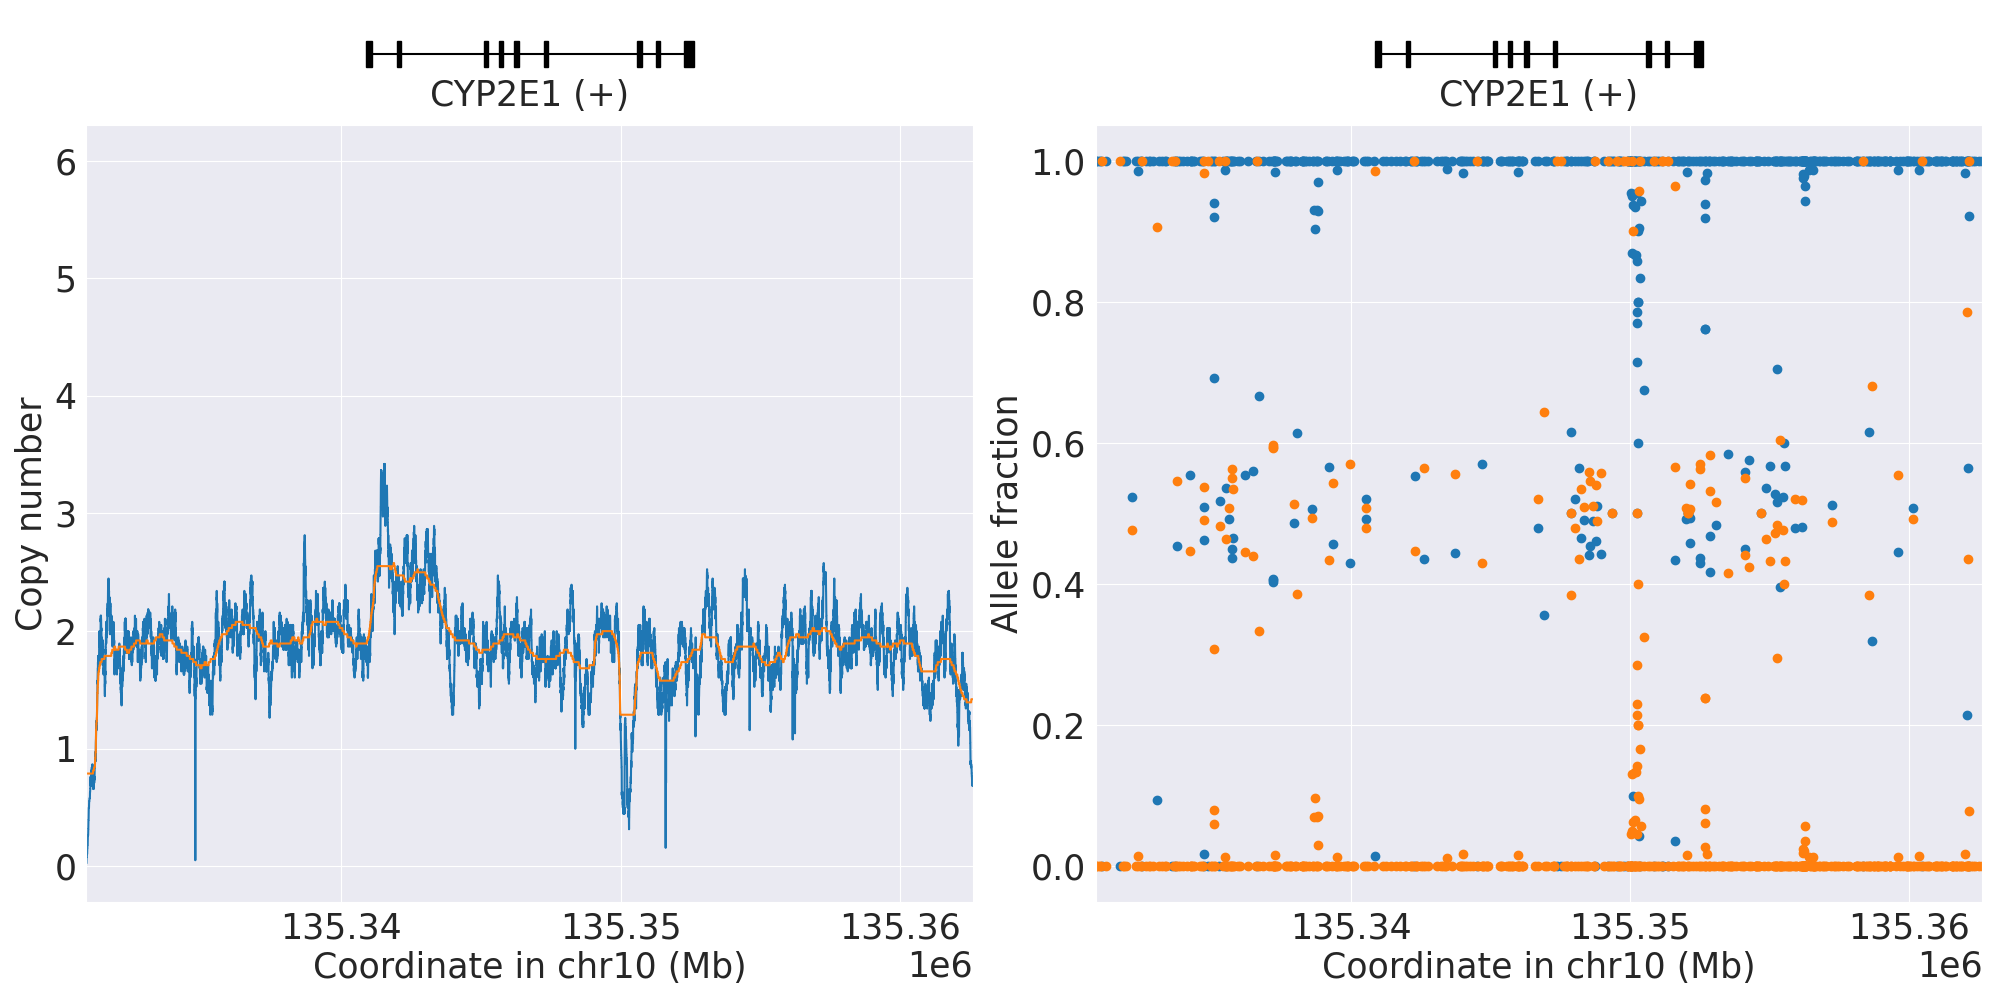 CYP2E1 (+)
6
5
4
3
2
1
0
Copy number
135.34 135.35 135.36
Coordinate in chr10 (Mb)
1e6
CYP2E1 (+)
1.0
0.8
0.6
0.4
0.2
0.0
Allele fraction
135.34 135.35 135.36
Coordinate in chr10 (Mb)
1e6